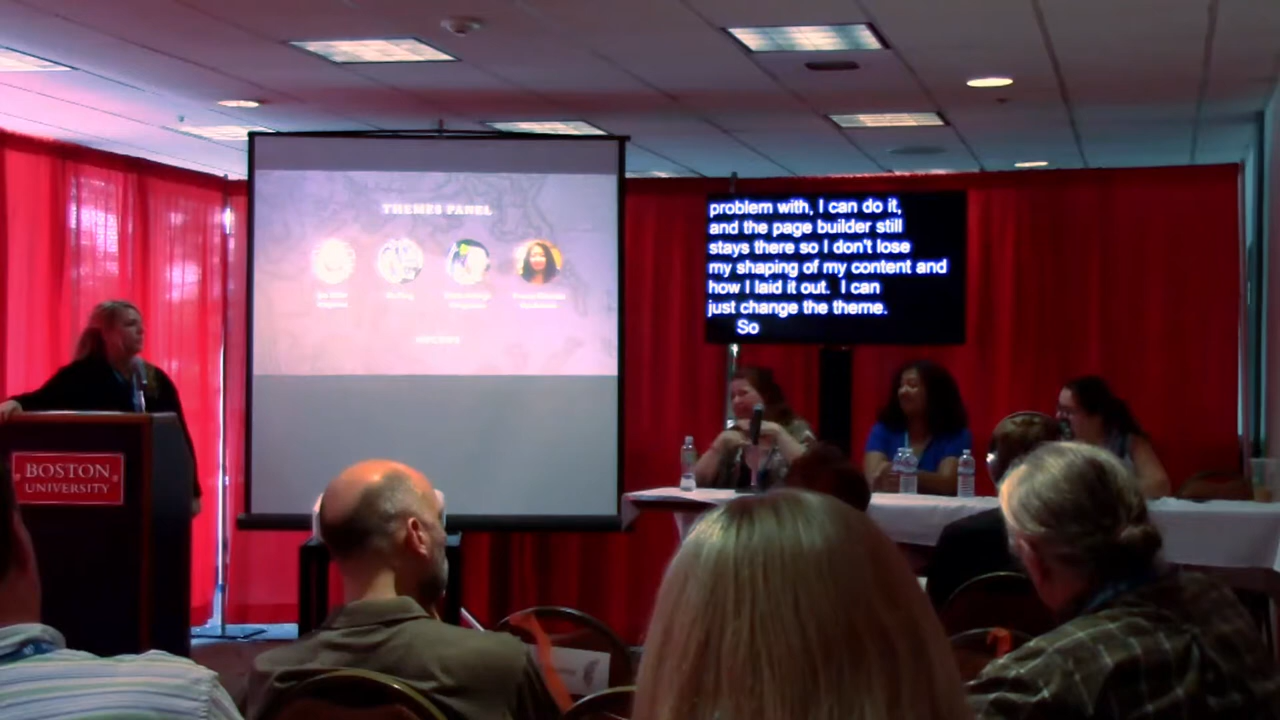 THEMES PANEL
problem with, I can do it,
and the page builder still
stays there so I don't lose
my shaping of my content and
how I laid it out.  I can
just change the theme.
So
BOSTON
UNIVERSITY